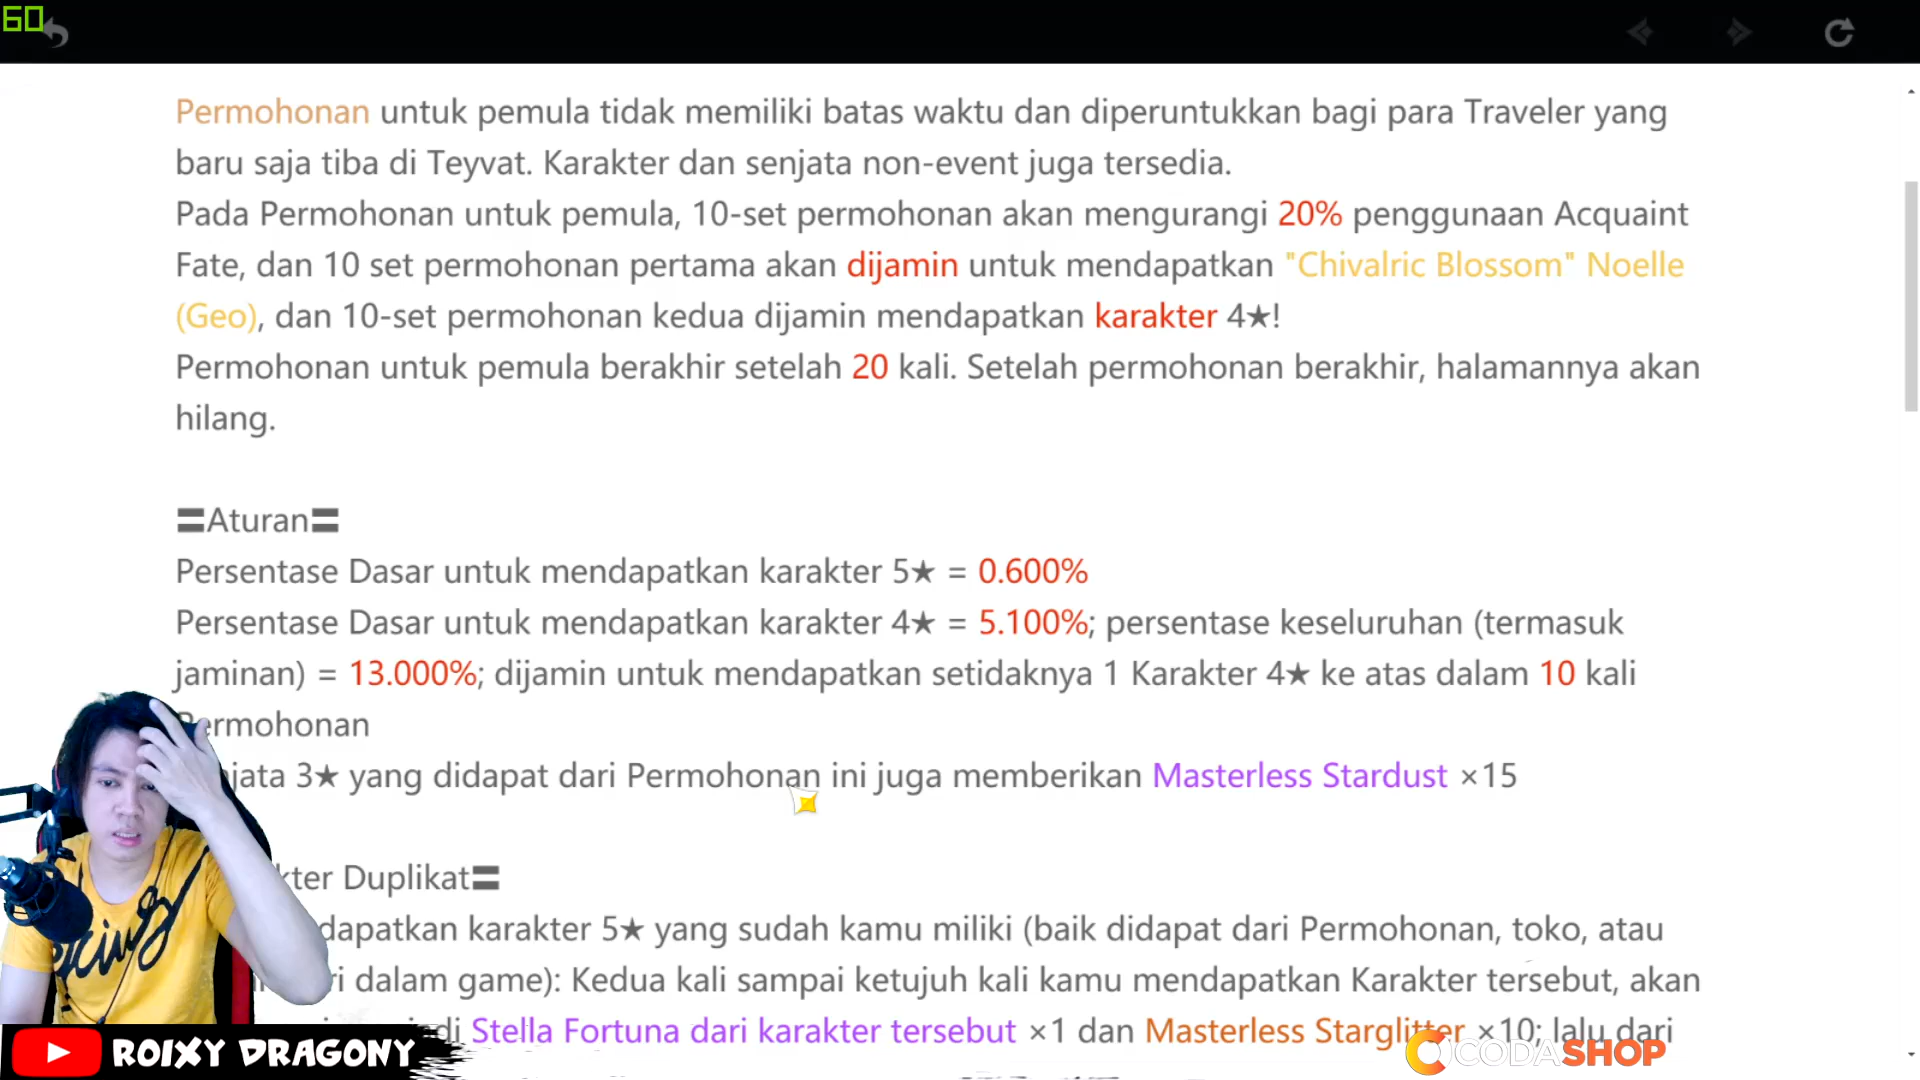 60
Permohonan untuk pemula tidak memiliki batas waktu dan diperuntukkan bagi para Traveler yang
baru saja tiba di Teyvat. Karakter dan senjata non-event juga tersedia.
Pada Permohonan untuk pemula, 10-set permohonan akan mengurangi 20% penggunaan Acquaint
Fate, dan 10 set permohonan pertama akan dijamin untuk mendapatkan "Chivalric Blossom" Noelle
(Geo), dan 10-set permohonan kedua dijamin mendapatkan karakter 4★!
Permohonan untuk pemula berakhir setelah 20 kali. Setelah permohonan berakhir, halamannya akan
hilang.
〓Aturan〓
Persentase Dasar untuk mendapatkan karakter 5★ = 0.600%
Persentase Dasar untuk mendapatkan karakter 4★ = 5.100%; persentase keseluruhan (termasuk
jaminan) = 13.000%; dijamin untuk mendapatkan setidaknya 1 Karakter 4★ ke atas dalam 10 kali
Permohonan
3★ yang didapat dari Permohonan ini juga memberikan Masterless Stardust ×15
Duplikat〓
karakter 5★ yang sudah kamu miliki (baik didapat dari Permohonan, toko, atau
dalam game): Kedua kali sampai ketujuh kali kamu mendapatkan Karakter tersebut, akan
Stella Fortuna dari karakter tersebut ×1 dan Masterless Starglitter ×10; lalu dari
ROIXY DRAGONY
CODASHOP